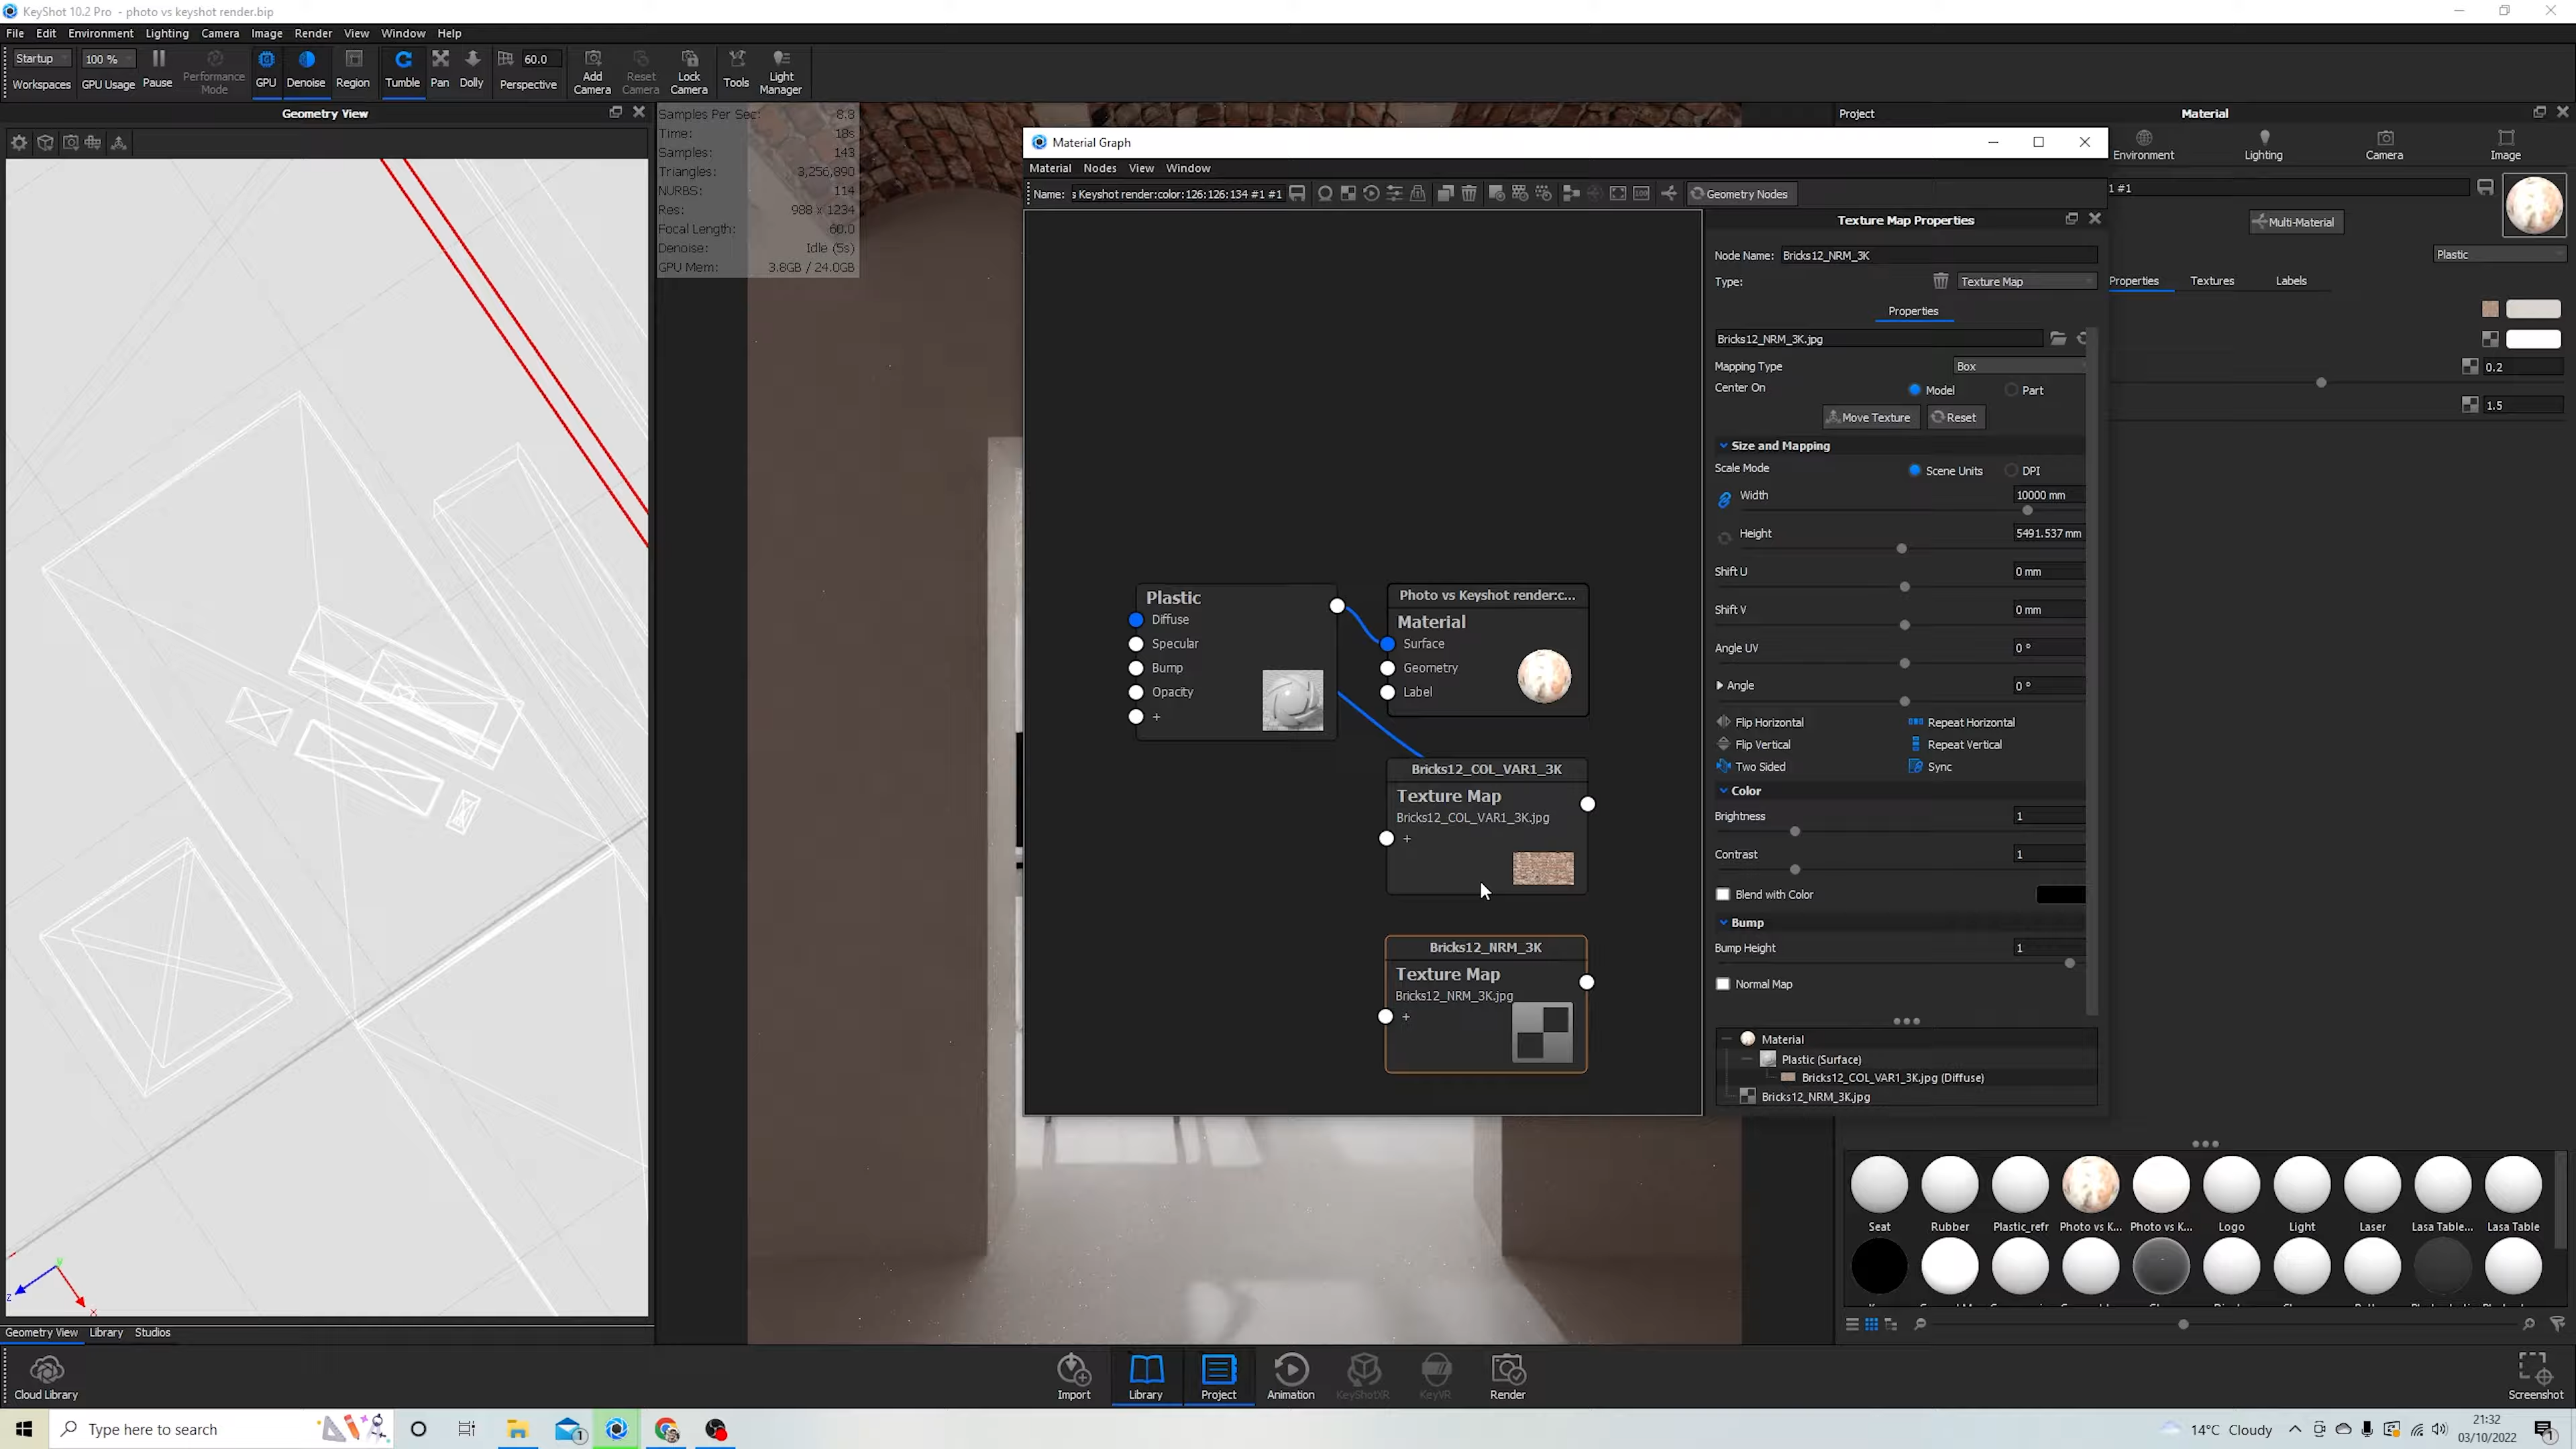 KeyShot 10.2 Pro - photo vs keyshot render.bip
File Edit Environment Lighting Camera Image Render View Window Help
Startup 100 % 60.0
Workspaces GPU Usage Pause Performance Mode GPU Denoise Region Tumble Pan Dolly Perspective Add Camera Reset Camera Lock Camera Tools Light Manager
Geometry View
Samples Per Sec: 8.8
Time: 18s
Samples: 143
Triangles: 3,256,890
NURBS: 114
Res: 988 x 1234
Focal Length: 60.0
Denoise: Idle (5s)
GPU Mem: 3.8GB / 24.0GB
Material Graph
Material Nodes View Window
Name: s Keyshot render:color:126:126:134 #1 #1 Geometry Nodes
Plastic
Diffuse
Specular
Bump
Opacity
+
Photo vs Keyshot render:c...
Material
Surface
Geometry
Label
Bricks12_COL_VAR1_3K
Texture Map
Bricks12_COL_VAR1_3K.jpg
+
Bricks12_NRM_3K
Texture Map
Bricks12_NRM_3K.jpg
+
Texture Map Properties
Node Name: Bricks12_NRM_3K
Type: Texture Map
Properties
Bricks12_NRM_3K.jpg
Mapping Type Box
Center On Model Part
Move Texture Reset
Size and Mapping
Scale Mode Scene Units DPI
Width 10000 mm
Height 5491.537 mm
Shift U 0 mm
Shift V 0 mm
Angle UV 0 °
Angle 0 °
Flip Horizontal Repeat Horizontal
Flip Vertical Repeat Vertical
Two Sided Sync
Color
Brightness 1
Contrast 1
Blend with Color
Bump
Bump Height 1
Normal Map
Material
Plastic (Surface)
Bricks12_COL_VAR1_3K.jpg (Diffuse)
Bricks12_NRM_3K.jpg
Project Material
Environment Lighting Camera Image
1 #1
Multi-Material
Plastic
Properties Textures Labels
0.2
1.5
Seat Rubber Plastic_refr Photo vs K... Photo vs K... Logo Light Laser Lasa Table... Lasa Table
z y x
Geometry View Library Studios
Cloud Library Import Library Project Animation KeyShotXR KeyVR Render Screenshot
Type here to search 1
14°C Cloudy 21:32
03/10/2022 1